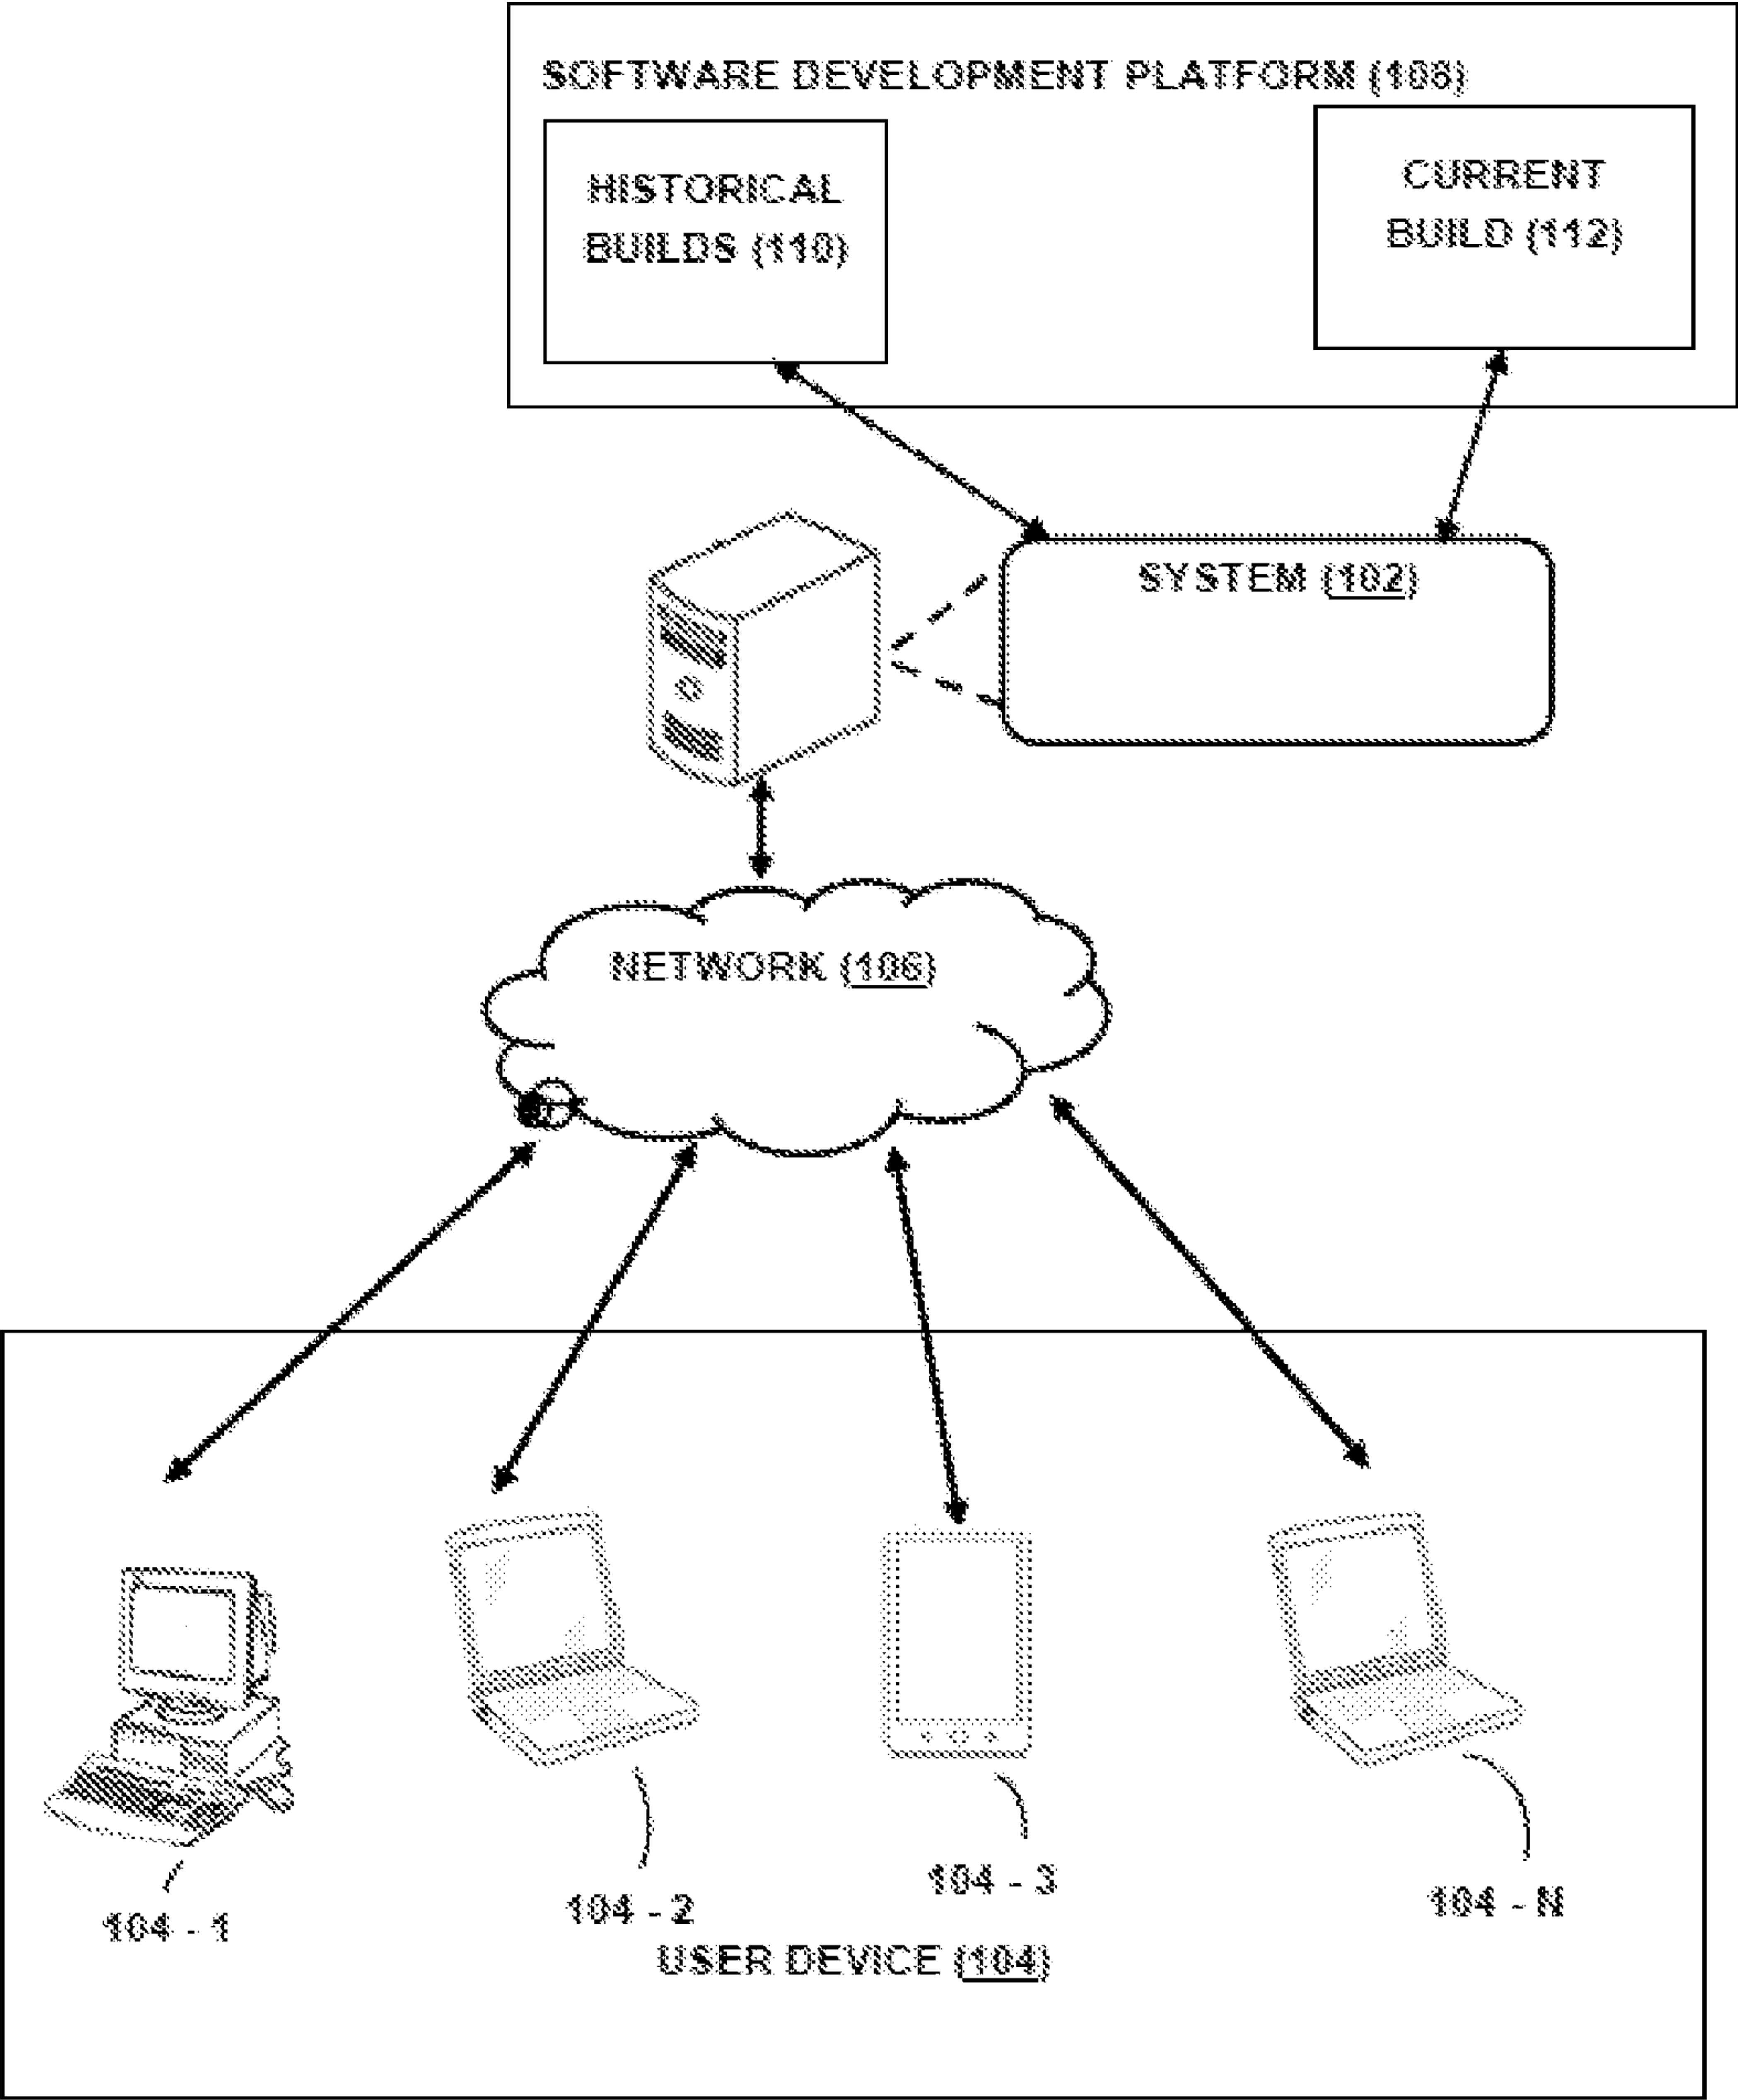 SOFTWARE DEVELOPMENT PLATFORM (108)
HISTORICAL
BUILDS (110)
CURRENT
BUILD (112)
SYSTEM (102)
NETWORK (106)
104 - 1
104 - 2
104 - 3
104 - N
USER DEVICE (104)